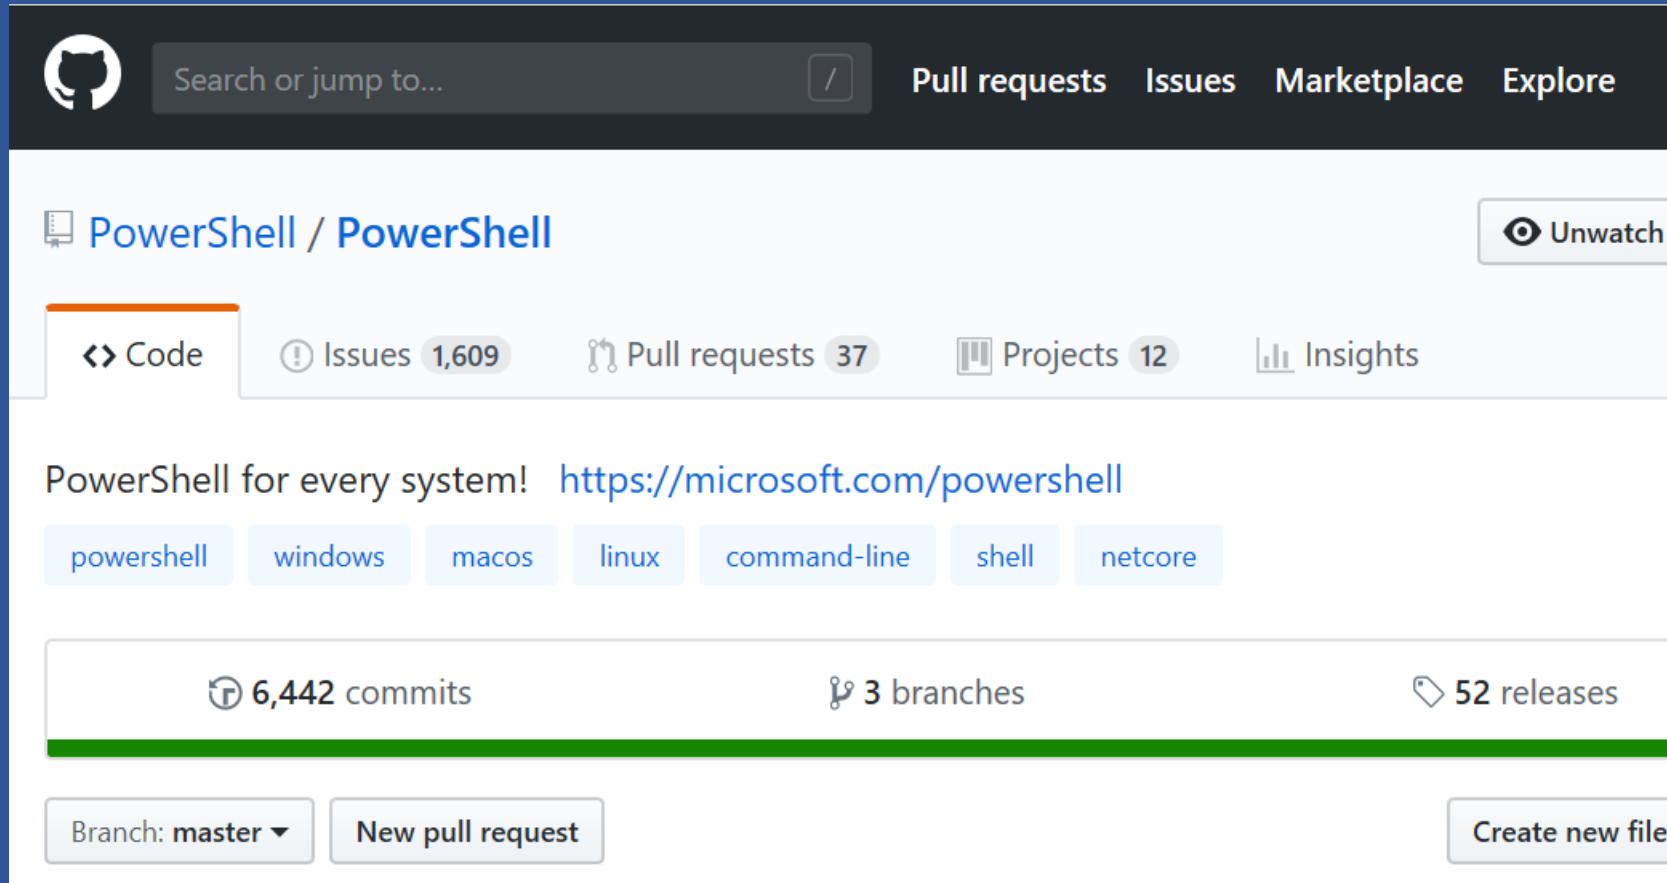 Search or jump to... / Pull requests Issues Marketplace Explore
PowerShell / PowerShell Unwatch
<> Code Issues 1,609 Pull requests 37 Projects 12 Insights
PowerShell for every system! https://microsoft.com/powershell
powershell windows macos linux command-line shell netcore
6,442 commits 3 branches 52 releases
Branch: master New pull request Create new file